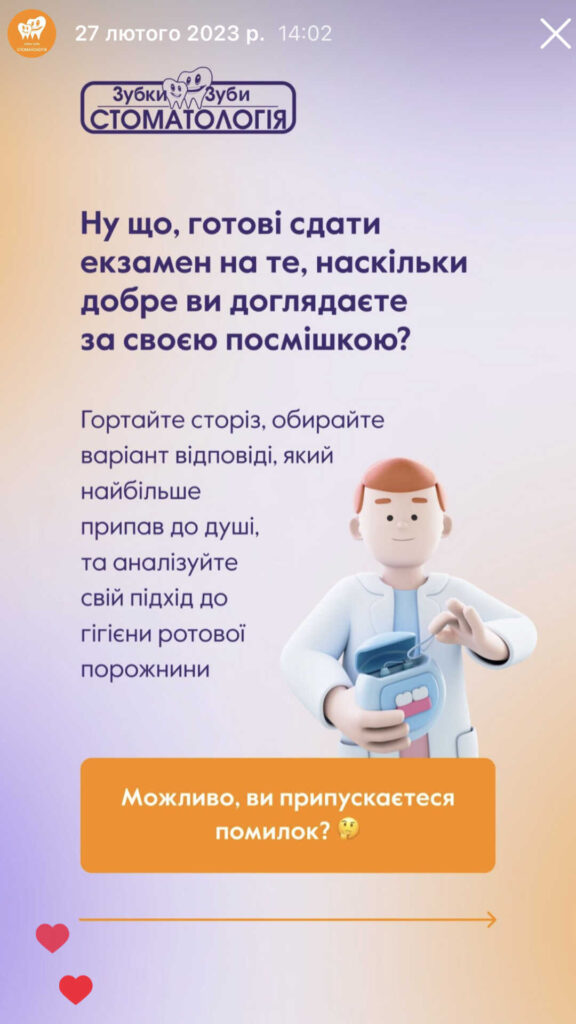 27 лютого 2023 р. 14:02
Зубки Зуби
СТОМАТОЛОГІЯ
Ну що, готові сдати
екзамен на те, наскільки
добре ви доглядаєте
за своєю посмішкою?
Гортайте сторіз, обирайте
варіант відповіді, який
найбільше
припав до душі,
та аналізуйте
свій підхід до
гігієни ротової
порожнини
Можливо, ви припускаєтеся
помилок? 🤔